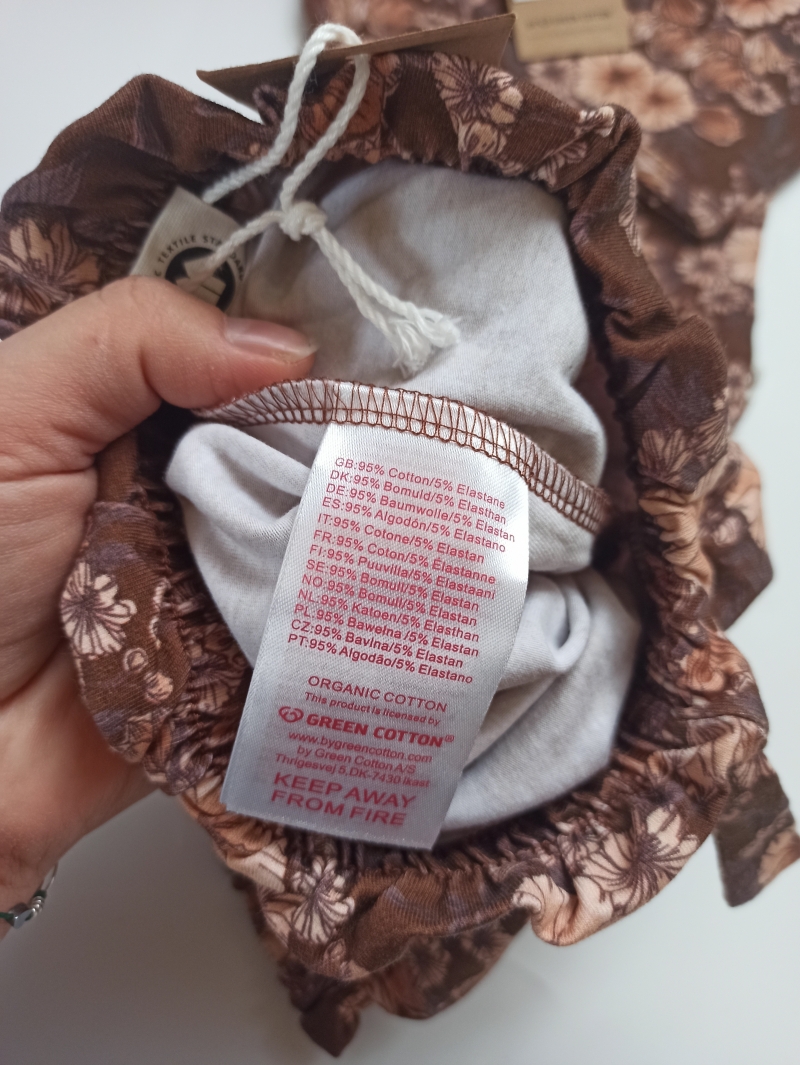 TEXTILE
GB:95% Cotton/5% Elastane
DK:95% Bomuld/5% Elasthan
DE:95% Baumwolle/5% Elastan
ES:95% Algodón/5% Elastano
IT:95% Cotone/5% Elastan
FR:95% Coton/5% Elastanne
FI:95% Puuvilla/5% Elastaani
SE:95% Bomull/5% Elastan
NO:95% Bomull/5% Elastan
NL:95% Katoen/5% Elasthan
PL:95% Bawełna /5% Elastan
CZ:95% Bavlna/5% Elastan
PT:95% Algodão/5% Elastano
ORGANIC COTTON
This product is licensed by
GREEN COTTON®
www.bygreencotton.com
by Green Cotton A/S
Thrigesvej 5,DK-7430 Ikast
KEEP AWAY
FROM FIRE